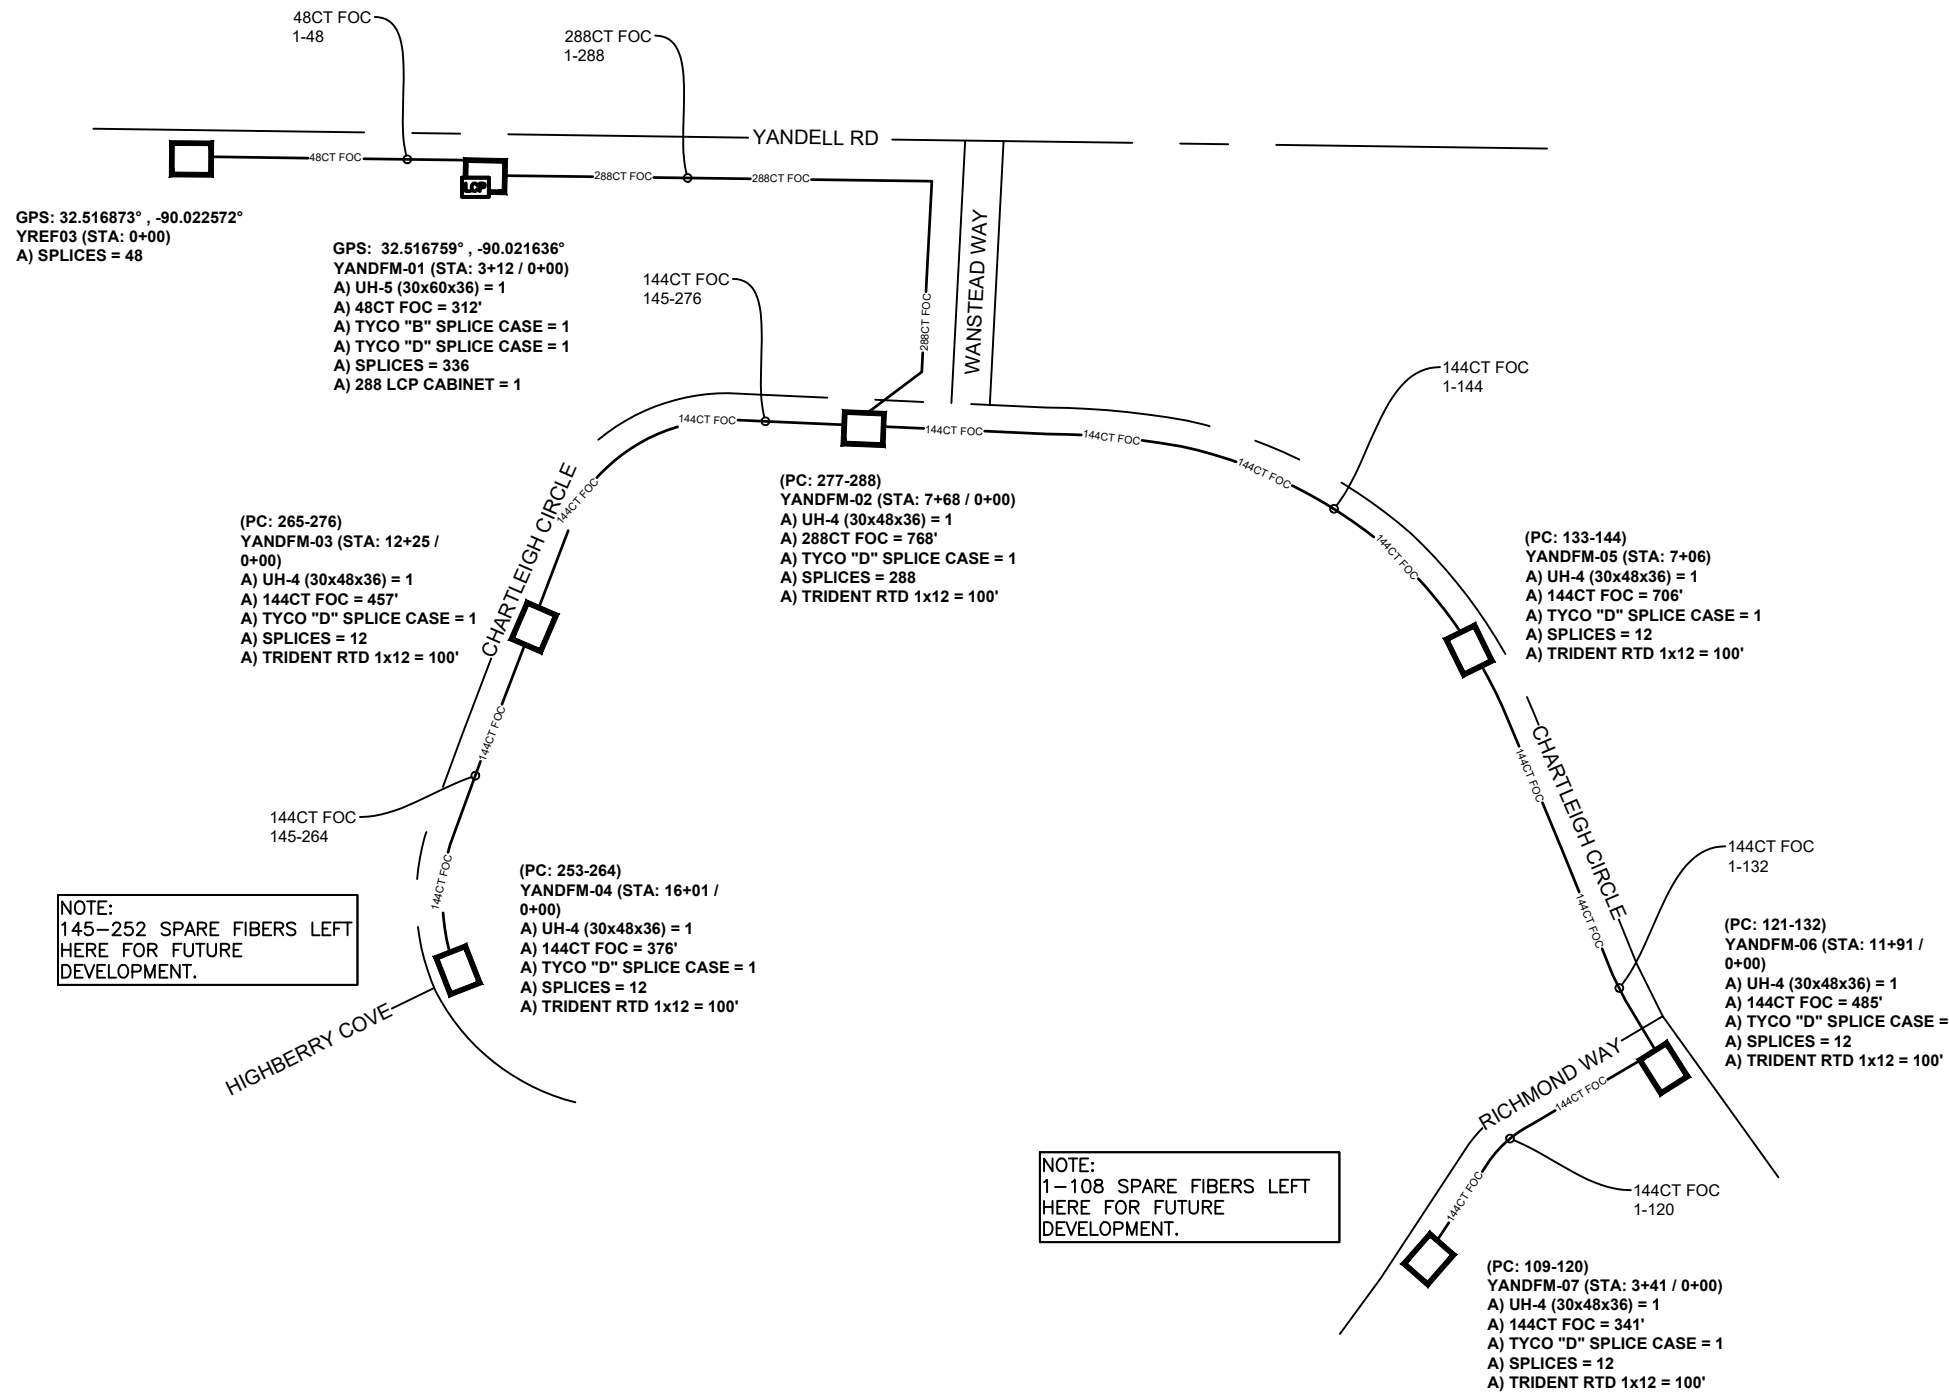 48CT FOC
1-48
288CT FOC
1-288
YANDELL RD
48CT FOC
LCP
288CT FOC
288CT FOC
GPS: 32.516873° , -90.022572°
YREF03 (STA: 0+00)
A) SPLICES = 48
GPS: 32.516759° , -90.021636°
YANDFM-01 (STA: 3+12 / 0+00)
A) UH-5 (30x60x36) = 1
A) 48CT FOC = 312'
A) TYCO "B" SPLICE CASE = 1
A) TYCO "D" SPLICE CASE = 1
A) SPLICES = 336
A) 288 LCP CABINET = 1
144CT FOC
145-276
288CT FOC
WANSTEAD WAY
144CT FOC
1-144
144CT FOC
144CT FOC
144CT FOC
144CT FOC
144CT FOC
144CT FOC
CHARTLEIGH CIRCLE
(PC: 277-288)
YANDFM-02 (STA: 7+68 / 0+00)
A) UH-4 (30x48x36) = 1
A) 288CT FOC = 768'
A) TYCO "D" SPLICE CASE = 1
A) SPLICES = 288
A) TRIDENT RTD 1x12 = 100'
(PC: 265-276)
YANDFM-03 (STA: 12+25 /
0+00)
A) UH-4 (30x48x36) = 1
A) 144CT FOC = 457'
A) TYCO "D" SPLICE CASE = 1
A) SPLICES = 12
A) TRIDENT RTD 1x12 = 100'
(PC: 133-144)
YANDFM-05 (STA: 7+06)
A) UH-4 (30x48x36) = 1
A) 144CT FOC = 706'
A) TYCO "D" SPLICE CASE = 1
A) SPLICES = 12
A) TRIDENT RTD 1x12 = 100'
144CT FOC
144CT FOC
CHARTLEIGH CIRCLE
144CT FOC
145-264
144CT FOC
144CT FOC
144CT FOC
1-132
(PC: 253-264)
YANDFM-04 (STA: 16+01 /
0+00)
A) UH-4 (30x48x36) = 1
A) 144CT FOC = 376'
A) TYCO "D" SPLICE CASE = 1
A) SPLICES = 12
A) TRIDENT RTD 1x12 = 100'
NOTE:
145-252 SPARE FIBERS LEFT
HERE FOR FUTURE
DEVELOPMENT.
(PC: 121-132)
YANDFM-06 (STA: 11+91 /
0+00)
A) UH-4 (30x48x36) = 1
A) 144CT FOC = 485'
A) TYCO "D" SPLICE CASE =
A) SPLICES = 12
A) TRIDENT RTD 1x12 = 100'
HIGHBERRY COVE
RICHMOND WAY
144CT FOC
NOTE:
1-108 SPARE FIBERS LEFT
HERE FOR FUTURE
DEVELOPMENT.
144CT FOC
144CT FOC
1-120
(PC: 109-120)
YANDFM-07 (STA: 3+41 / 0+00)
A) UH-4 (30x48x36) = 1
A) 144CT FOC = 341'
A) TYCO "D" SPLICE CASE = 1
A) SPLICES = 12
A) TRIDENT RTD 1x12 = 100'